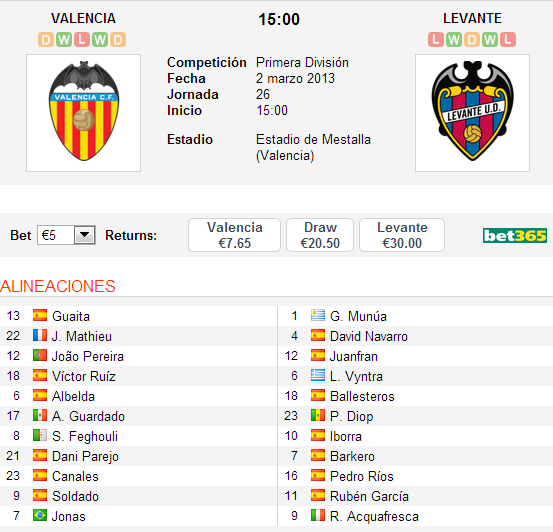 VALENCIA 15:00 LEVANTE
D W L W D L W D W L
Competición Primera División
Fecha 2 marzo 2013
Jornada 26
Inicio 15:00
Estadio Estadio de Mestalla
(Valencia)
VALENCIA C.F.
LEVANTE U.D.
Bet €5 Returns: Valencia €7.65 Draw €20.50 Levante €30.00 bet365
ALINEACIONES
13 Guaita 1 G. Munúa
22 J. Mathieu 4 David Navarro
12 João Pereira 12 Juanfran
18 Víctor Ruíz 6 L. Vyntra
6 Albelda 18 Ballesteros
17 A. Guardado 23 P. Diop
8 S. Feghouli 10 Iborra
21 Dani Parejo 7 Barkero
23 Canales 16 Pedro Ríos
9 Soldado 11 Rubén García
7 Jonas 9 R. Acquafresca